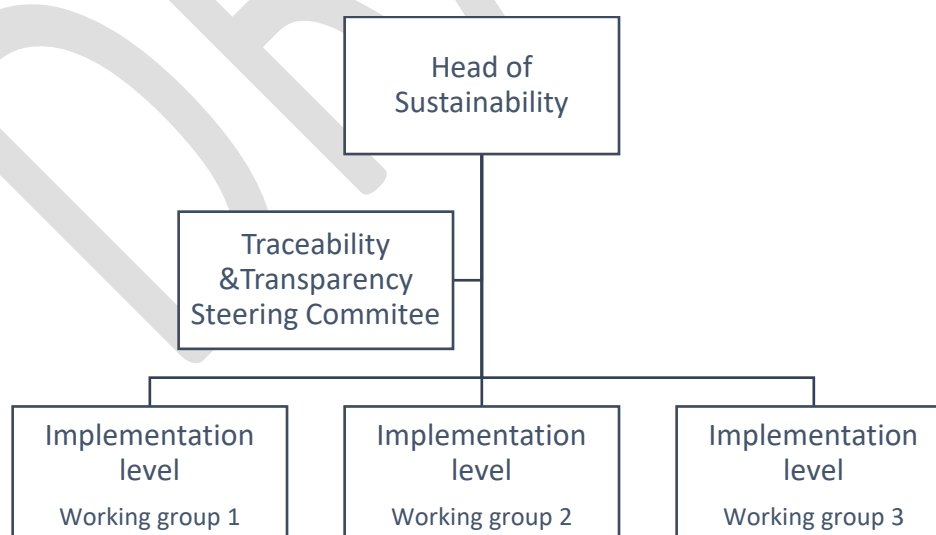 Head of
Sustainability
Traceability
&Transparency
Steering Commitee
Implementation
level
Working group 1
Implementation
level
Working group 2
Implementation
level
Working group 3